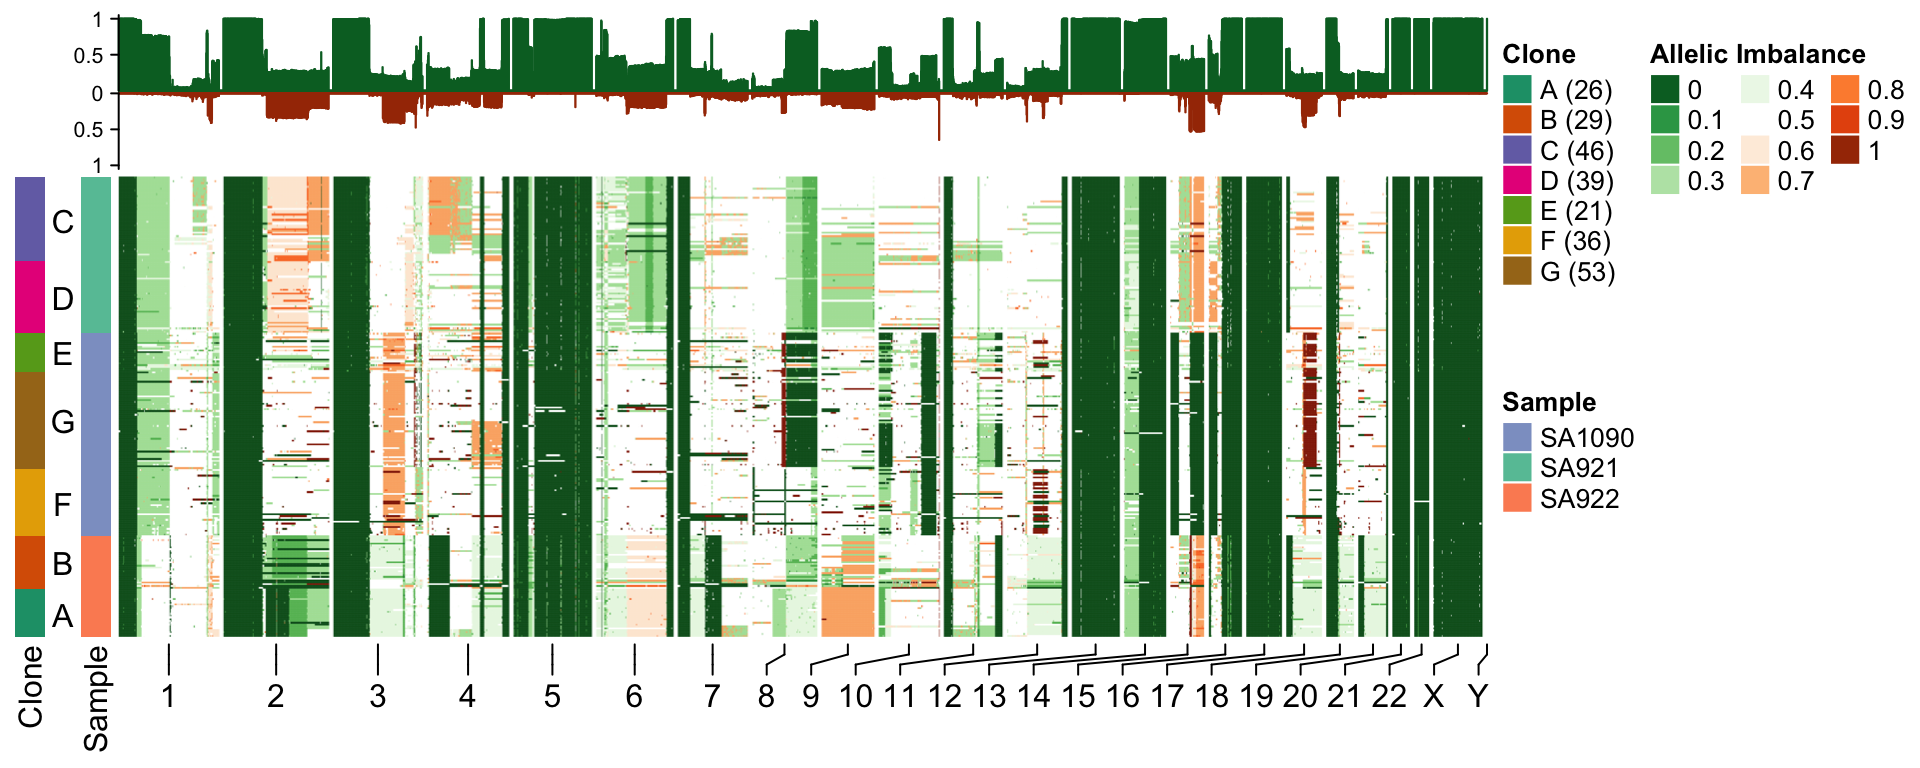 1
0.5
0
0.5
1
C
D
E
G
F
B
A
Clone
Sample
1 2 3 4 5 6 7 8 9 10 11 12 13 14 15 16 17 18 19 20 21 22 X Y
Clone
A (26)
B (29)
C (46)
D (39)
E (21)
F (36)
G (53)
Allelic Imbalance
0 0.4 0.8
0.1 0.5 0.9
0.2 0.6 1
0.3 0.7
Sample
SA1090
SA921
SA922